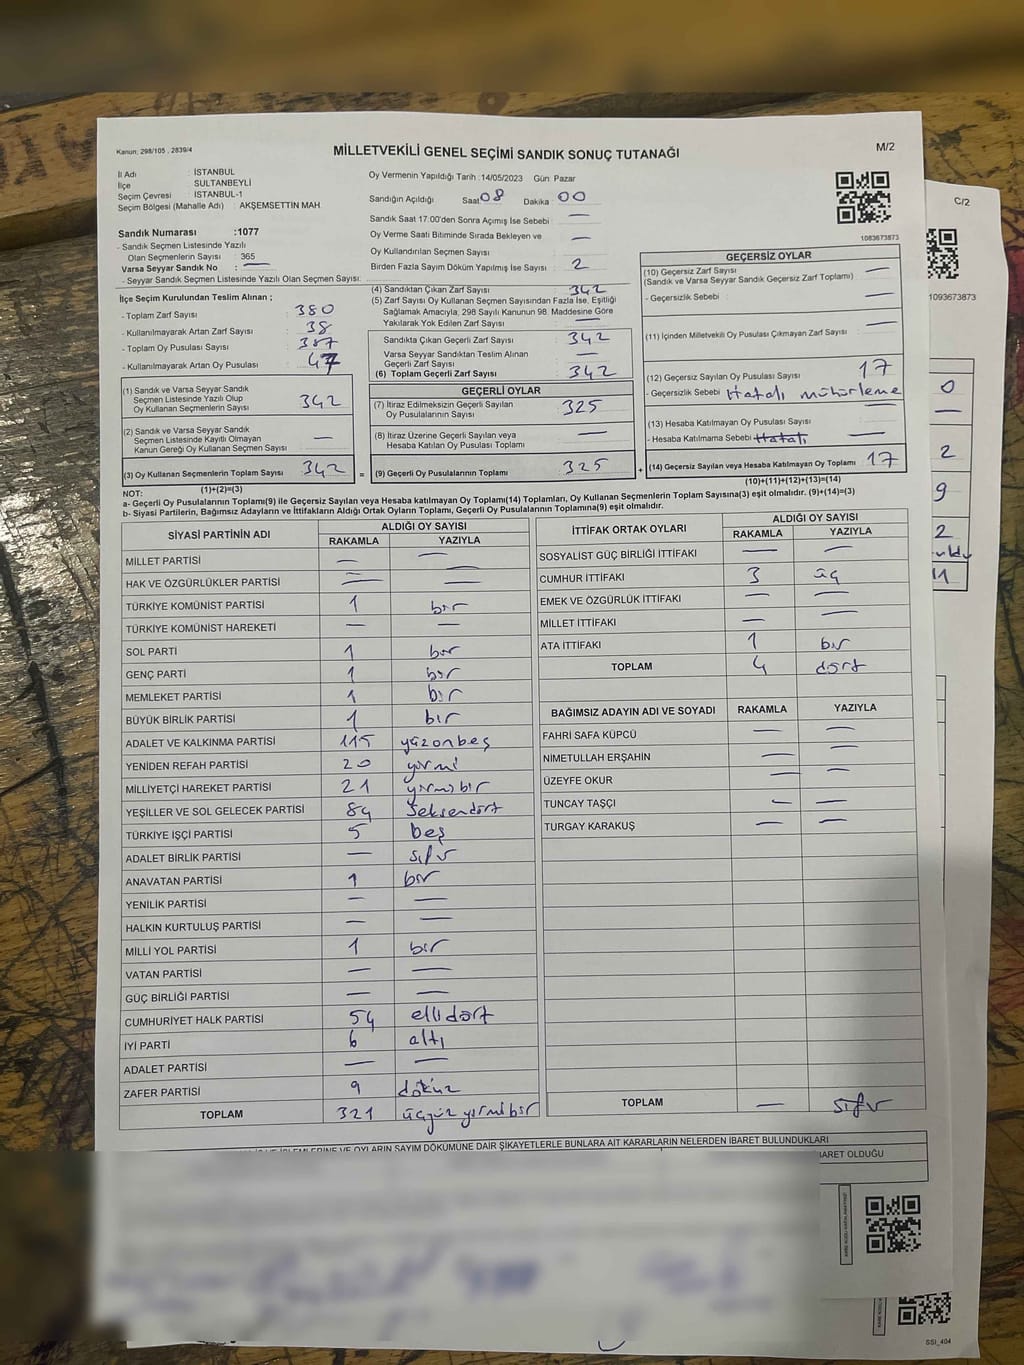 Kanun: 298/105 , 2839/4
MİLLETVEKİLİ GENEL SEÇİMİ SANDIK SONUÇ TUTANAĞI
M/2
İl Adı : İSTANBUL
İlçe : SULTANBEYLİ
Seçim Çevresi : İSTANBUL-1
Seçim Bölgesi (Mahalle Adı) : AKŞEMSETTİN MAH.
Sandık Numarası :1077
- Sandık Seçmen Listesinde Yazılı
Olan Seçmenlerin Sayısı : 365
Varsa Seyyar Sandık No : —
- Seyyar Sandık Seçmen Listesinde Yazılı Olan Seçmen Sayısı:
Oy Vermenin Yapıldığı Tarih :14/05/2023 Gün: Pazar
Sandığın Açıldığı Saat 08 Dakika 00
Sandık Saat 17:00'den Sonra Açımış İse Sebebi : —
Oy Verme Saati Bitiminde Sırada Bekleyen ve : —
Oy Kullandırılan Seçmen Sayısı
Birden Fazla Sayım Döküm Yapılmış İse Sayısı : 2
1083673873
İlçe Seçim Kurulundan Teslim Alınan ;
- Toplam Zarf Sayısı : 380
- Kullanılmayarak Artan Zarf Sayısı : 38
- Toplam Oy Pusulası Sayısı : 387
- Kullanılmayarak Artan Oy Pusulası : 47
(1) Sandık ve Varsa Seyyar Sandık
Seçmen Listesinde Yazılı Olup
Oy Kullanan Seçmenlerin Sayısı : 342
(2) Sandık ve Varsa Seyyar Sandık
Seçmen Listesinde Kayıtlı Olmayan
Kanun Gereği Oy Kullanan Seçmen Sayısı : —
(3) Oy Kullanan Seçmenlerin Toplam Sayısı : 342 =
(1)+(2)=(3)
(4) Sandıktan Çıkan Zarf Sayısı : 342
(5) Zarf Sayısı Oy Kullanan Seçmen Sayısından Fazla İse, Eşitliği
Sağlamak Amacıyla, 298 Sayılı Kanunun 98. Maddesine Göre
Yakılarak Yok Edilen Zarf Sayısı : —
Sandıkta Çıkan Geçerli Zarf Sayısı : 342
Varsa Seyyar Sandıktan Teslim Alınan
Geçerli Zarf Sayısı : —
(6) Toplam Geçerli Zarf Sayısı : 342
GEÇERLİ OYLAR
(7) İtiraz Edilmeksizin Geçerli Sayılan
Oy Pusulalarının Sayısı : 325
(8) İtiraz Üzerine Geçerli Sayılan veya
Hesaba Katılan Oy Pusulası Toplamı : —
(9) Geçerli Oy Pusulalarının Toplamı : 325 +
GEÇERSİZ OYLAR
(10) Geçersiz Zarf Sayısı : —
(Sandık ve Varsa Seyyar Sandık Geçersiz Zarf Toplamı)
- Geçersizlik Sebebi : —
(11) İçinden Milletvekili Oy Pusulası Çıkmayan Zarf Sayısı : —
(12) Geçersiz Sayılan Oy Pusulası Sayısı : 17
- Geçersizlik Sebebi : Hatalı mühürleme
(13) Hesaba Katılmayan Oy Pusulası Sayısı : —
- Hesaba Katılmama Sebebi : Hatalı —
(14) Geçersiz Sayılan veya Hesaba Katılmayan Oy Toplamı : 17
(10)+(11)+(12)+(13)=(14)
NOT:
a- Geçerli Oy Pusulalarının Toplamı(9) ile Geçersiz Sayılan veya Hesaba katılmayan Oy Toplamı(14) Toplamları, Oy Kullanan Seçmenlerin Toplam Sayısına(3) eşit olmalıdır. (9)+(14)=(3)
b- Siyasi Partilerin, Bağımsız Adayların ve İttifakların Aldığı Ortak Oyların Toplamı, Geçerli Oy Pusulalarının Toplamına(9) eşit olmalıdır.
SİYASİ PARTİNİN ADI ALDIĞI OY SAYISI
RAKAMLA YAZIYLA
MİLLET PARTİSİ — —
HAK VE ÖZGÜRLÜKLER PARTİSİ — —
TÜRKİYE KOMÜNİST PARTİSİ 1 bir
TÜRKİYE KOMÜNİST HAREKETİ — —
SOL PARTİ 1 bir
GENÇ PARTİ 1 bir
MEMLEKET PARTİSİ 1 bir
BÜYÜK BİRLİK PARTİSİ 1 bir
ADALET VE KALKINMA PARTİSİ 115 yüzonbeş
YENİDEN REFAH PARTİSİ 20 yirmi
MİLLİYETÇİ HAREKET PARTİSİ 21 yirmibir
YEŞİLLER VE SOL GELECEK PARTİSİ 84 Seksendört
TÜRKİYE İŞÇİ PARTİSİ 5 beş
ADALET BİRLİK PARTİSİ — sıfır
ANAVATAN PARTİSİ 1 bir
YENİLİK PARTİSİ — —
HALKIN KURTULUŞ PARTİSİ — —
MİLLİ YOL PARTİSİ 1 bir
VATAN PARTİSİ — —
GÜÇ BİRLİĞİ PARTİSİ — —
CUMHURİYET HALK PARTİSİ 54 ellidört
İYİ PARTİ 6 altı
ADALET PARTİSİ — —
ZAFER PARTİSİ 9 dokuz
TOPLAM 321 üçyüz yirmibir
İTTİFAK ORTAK OYLARI ALDIĞI OY SAYISI
RAKAMLA YAZIYLA
SOSYALİST GÜÇ BİRLİĞİ İTTİFAKI — —
CUMHUR İTTİFAKI 3 üç
EMEK VE ÖZGÜRLÜK İTTİFAKI — —
MİLLET İTTİFAKI — —
ATA İTTİFAKI 1 bir
TOPLAM 4 dört
BAĞIMSIZ ADAYIN ADI VE SOYADI RAKAMLA YAZIYLA
FAHRİ SAFA KÜPCÜ — —
NİMETULLAH ERŞAHİN — —
ÜZEYFE OKUR — —
TUNCAY TAŞÇI — —
TURGAY KARAKUŞ — —
TOPLAM — sıfır
OYLARIN SAYIM DÖKÜMÜNE DAİR ŞİKAYETLERLE BUNLARA AİT KARARLARIN NELERDEN İBARET BULUNDUKLARI
İBARET OLDUĞU
C/2
1093673873
0
—
2
9
2
11
SSI_404